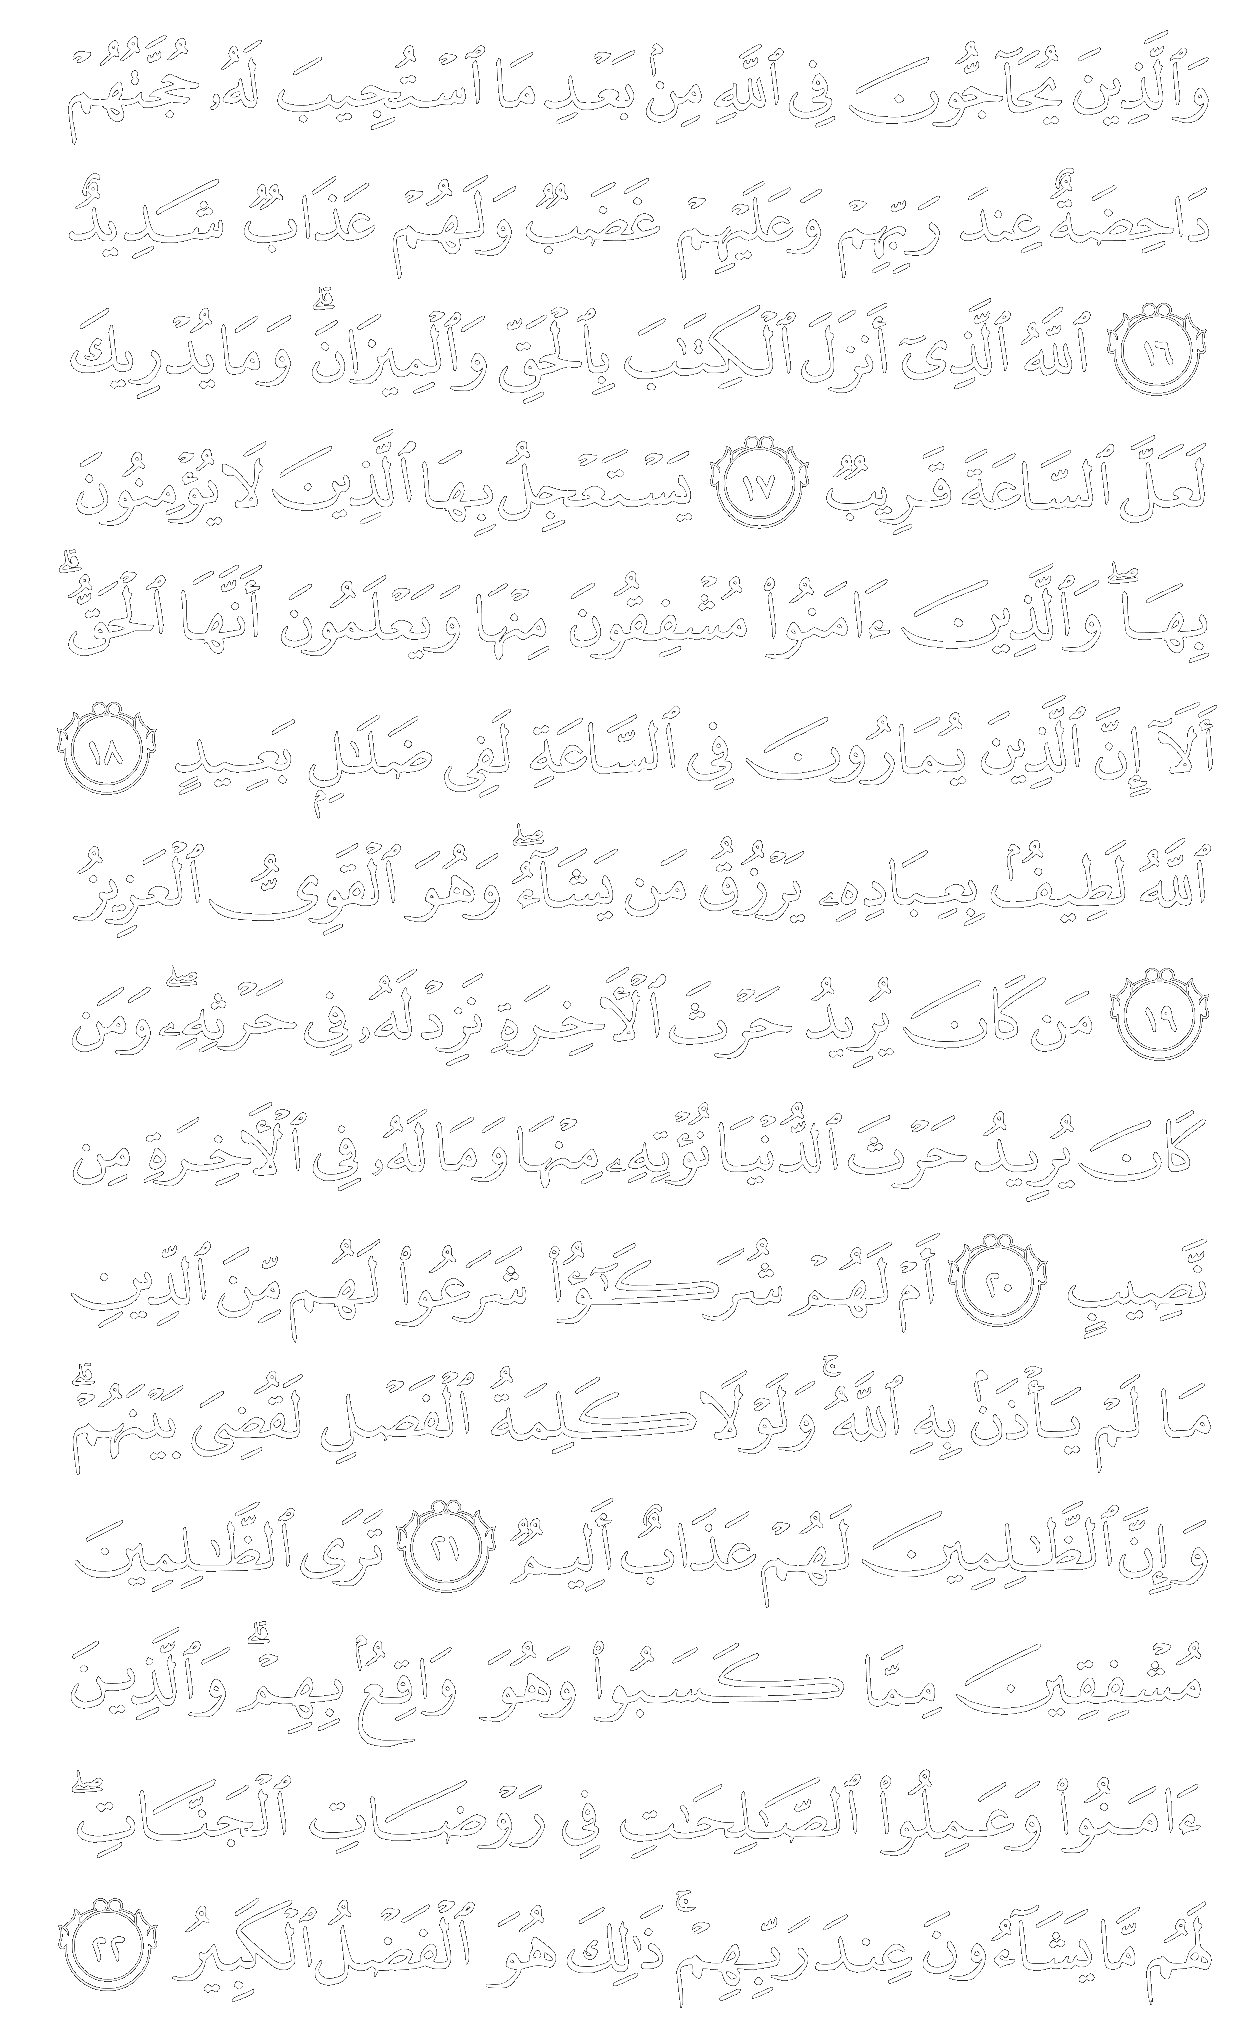 وَٱلَّذِينَ يُحَآجُّونَ فِى ٱللَّهِ مِنۢ بَعْدِ مَا ٱسْتُجِيبَ لَهُۥ حُجَّتُهُمْ
دَاحِضَةٌ عِندَ رَبِّهِمْ وَعَلَيْهِمْ غَضَبٌ وَلَهُمْ عَذَابٌ شَدِيدٌ
١٦ ٱللَّهُ ٱلَّذِىٓ أَنزَلَ ٱلْكِتَٰبَ بِٱلْحَقِّ وَٱلْمِيزَانَ ۗ وَمَا يُدْرِيكَ
لَعَلَّ ٱلسَّاعَةَ قَرِيبٌ ١٧ يَسْتَعْجِلُ بِهَا ٱلَّذِينَ لَا يُؤْمِنُونَ
بِهَا ۖ وَٱلَّذِينَ ءَامَنُوا۟ مُشْفِقُونَ مِنْهَا وَيَعْلَمُونَ أَنَّهَا ٱلْحَقُّ ۗ
أَلَآ إِنَّ ٱلَّذِينَ يُمَارُونَ فِى ٱلسَّاعَةِ لَفِى ضَلَٰلٍۭ بَعِيدٍ ١٨
ٱللَّهُ لَطِيفٌۢ بِعِبَادِهِۦ يَرْزُقُ مَن يَشَآءُ ۖ وَهُوَ ٱلْقَوِىُّ ٱلْعَزِيزُ
١٩ مَن كَانَ يُرِيدُ حَرْثَ ٱلْأَخِرَةِ نَزِدْ لَهُۥ فِى حَرْثِهِۦ ۖ وَمَن
كَانَ يُرِيدُ حَرْثَ ٱلدُّنْيَا نُؤْتِهِۦ مِنْهَا وَمَا لَهُۥ فِى ٱلْأَخِرَةِ مِن
نَّصِيبٍ ٢٠ أَمْ لَهُمْ شُرَكَٰٓؤُا۟ شَرَعُوا۟ لَهُم مِّنَ ٱلدِّينِ
مَا لَمْ يَأْذَنۢ بِهِ ٱللَّهُ ۚ وَلَوْلَا كَلِمَةُ ٱلْفَصْلِ لَقُضِىَ بَيْنَهُمْ ۗ
وَإِنَّ ٱلظَّٰلِمِينَ لَهُمْ عَذَابٌ أَلِيمٌ ٢١ تَرَى ٱلظَّٰلِمِينَ
مُشْفِقِينَ مِمَّا كَسَبُوا۟ وَهُوَ وَاقِعٌۢ بِهِمْ ۗ وَٱلَّذِينَ
ءَامَنُوا۟ وَعَمِلُوا۟ ٱلصَّٰلِحَٰتِ فِى رَوْضَاتِ ٱلْجَنَّاتِ ۖ
لَهُم مَّا يَشَآءُونَ عِندَ رَبِّهِمْ ۚ ذَٰلِكَ هُوَ ٱلْفَضْلُ ٱلْكَبِيرُ ٢٢